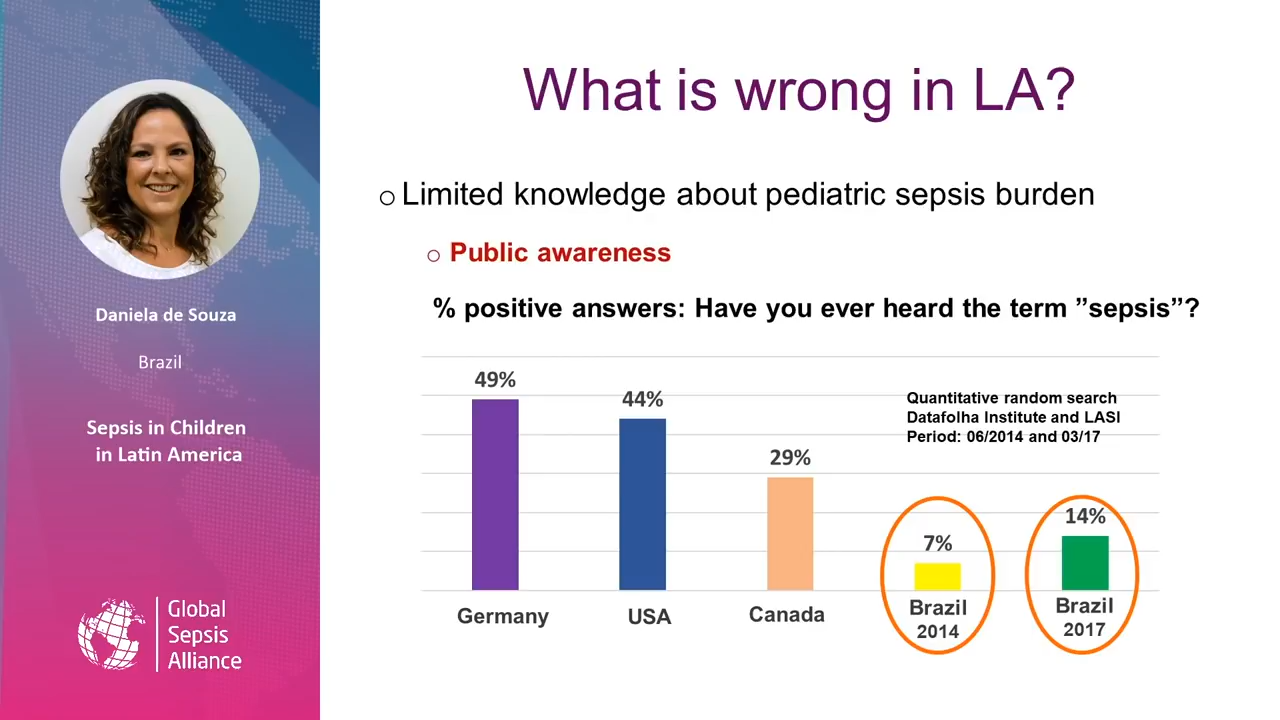 What is wrong in LA?
o Limited knowledge about pediatric sepsis burden
o Public awareness
% positive answers: Have you ever heard the term ”sepsis”?
49%
44%
29%
7%
14%
Quantitative random search
Datafolha Institute and LASI
Period: 06/2014 and 03/17
Germany
USA
Canada
Brazil
2014
Brazil
2017
Daniela de Souza
Brazil
Sepsis in Children
in Latin America
Global
Sepsis
Alliance